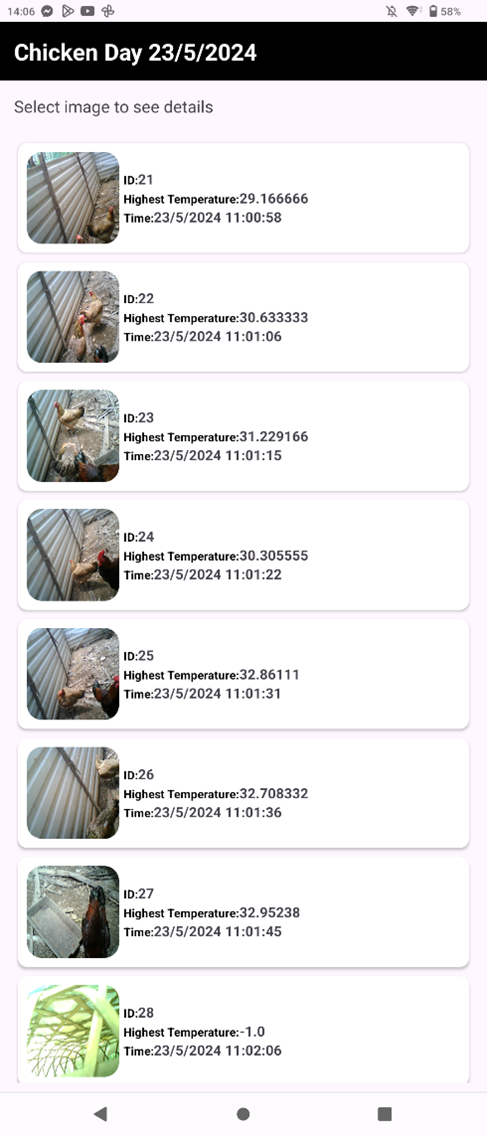 14:06
58%
Chicken Day 23/5/2024
Select image to see details
ID:21
Highest Temperature:29.166666
Time:23/5/2024 11:00:58
ID:22
Highest Temperature:30.633333
Time:23/5/2024 11:01:06
ID:23
Highest Temperature:31.229166
Time:23/5/2024 11:01:15
ID:24
Highest Temperature:30.305555
Time:23/5/2024 11:01:22
ID:25
Highest Temperature:32.86111
Time:23/5/2024 11:01:31
ID:26
Highest Temperature:32.708332
Time:23/5/2024 11:01:36
ID:27
Highest Temperature:32.95238
Time:23/5/2024 11:01:45
ID:28
Highest Temperature:-1.0
Time:23/5/2024 11:02:06